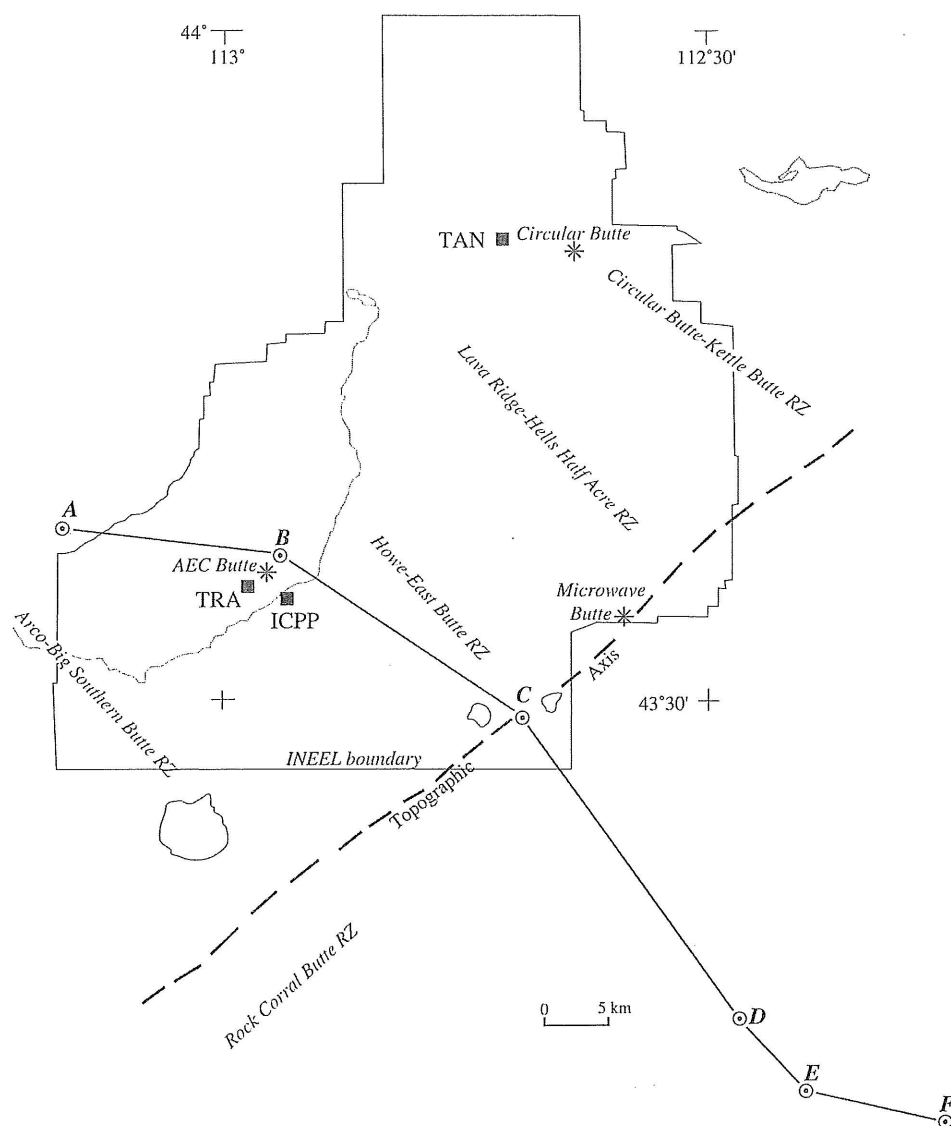 44°
113°
112°30'
TAN
Circular Butte
Circular Butte-Kettle Butte RZ
Lava Ridge-Hells Half Acre RZ
A
B
AEC Butte
TRA
ICPP
Howe-East Butte RZ
Microwave
Butte
Arco-Big Southern Butte RZ
Axis
C
43°30'
INEEL boundary
Topographic
Rock Corral Butte RZ
0 5 km
D
E
F